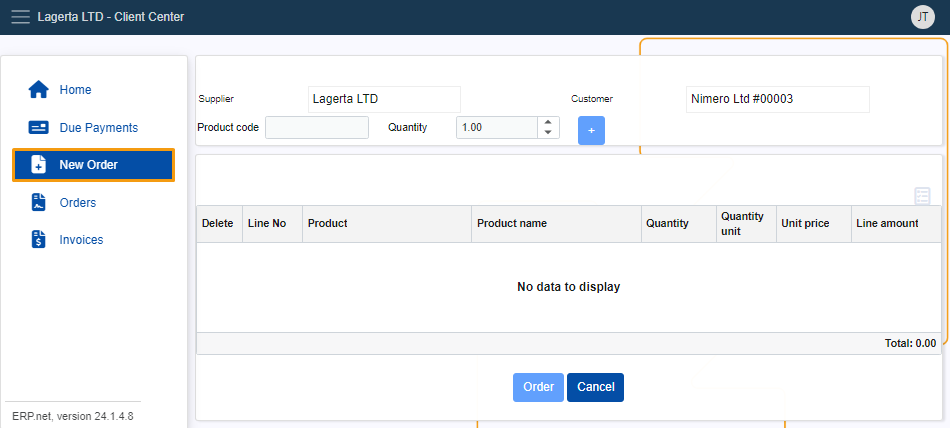 Lagerta LTD - Client Center
JT
Home
Due Payments
New Order
Orders
Invoices
ERP.net, version 24.1.4.8
Supplier
Lagerta LTD
Customer
Nimero Ltd #00003
Product code
Quantity
1.00
+
Delete
Line No
Product
Product name
Quantity
Quantity
unit
Unit price
Line amount
No data to display
Total: 0.00
Order
Cancel